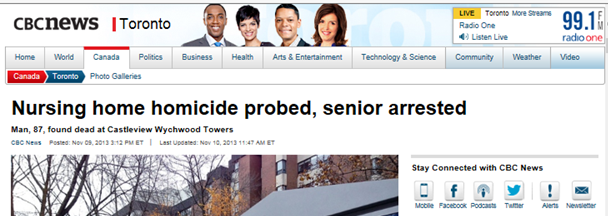 CBCnews | Toronto
LIVE Toronto More Streams
Radio One
Listen Live
99.1 FM
radio one
Home World Canada Politics Business Health Arts & Entertainment Technology & Science Community Weather Video
Canada Toronto Photo Galleries
Nursing home homicide probed, senior arrested
Man, 87, found dead at Castleview Wychwood Towers
CBC News Posted: Nov 09, 2013 3:12 PM ET | Last Updated: Nov 10, 2013 11:47 AM ET
Stay Connected with CBC News
Mobile Facebook Podcasts Twitter Alerts Newsletter